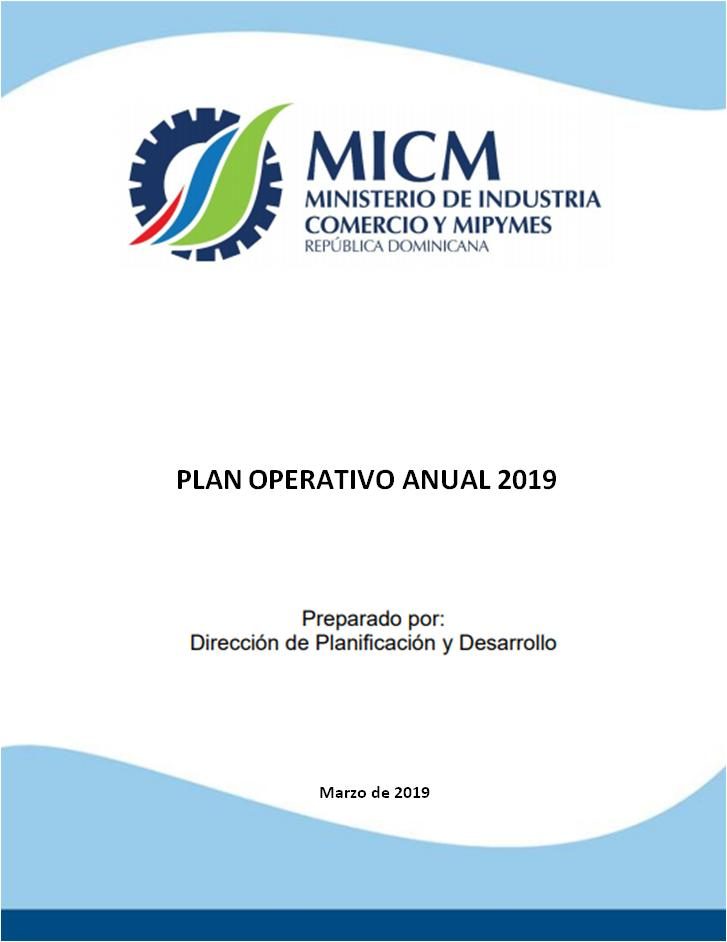 MICM
MINISTERIO DE INDUSTRIA
COMERCIO Y MIPYMES
REPÚBLICA DOMINICANA
PLAN OPERATIVO ANUAL 2019
Preparado por:
Dirección de Planificación y Desarrollo
Marzo de 2019